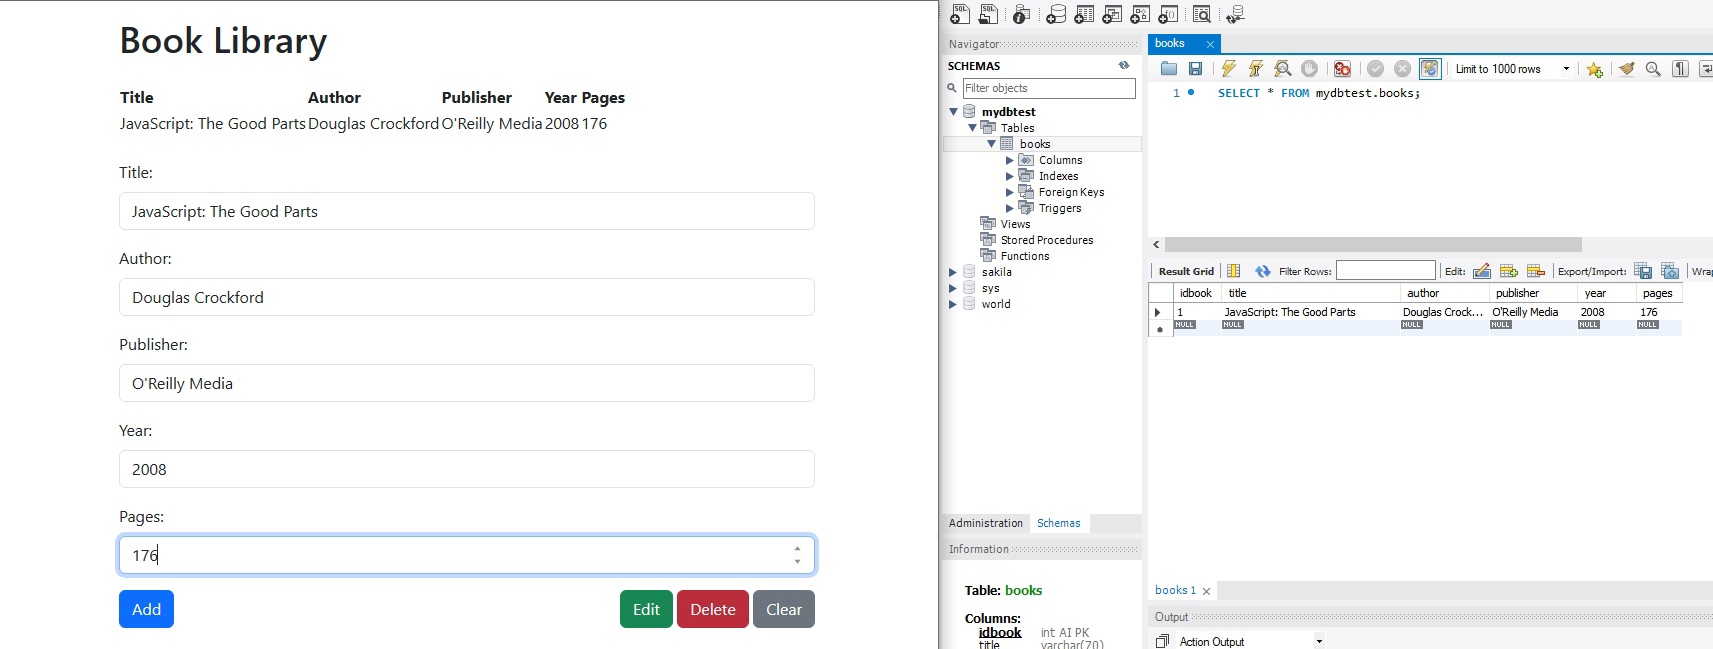 Book Library
Title Author Publisher Year Pages
JavaScript: The Good Parts Douglas Crockford O'Reilly Media 2008 176
Title:
JavaScript: The Good Parts
Author:
Douglas Crockford
Publisher:
O'Reilly Media
Year:
2008
Pages:
176
Add Edit Delete Clear
Navigator
SCHEMAS
Filter objects
mydbtest
Tables
books
Columns
Indexes
Foreign Keys
Triggers
Views
Stored Procedures
Functions
sakila
sys
world
Administration Schemas
Information
Table: books
Columns:
idbook int AI PK
title varchar(70)
books
Limit to 1000 rows
1 SELECT * FROM mydbtest.books;
Result Grid Filter Rows: Edit: Export/Import: Wrap
idbook title author publisher year pages
1 JavaScript: The Good Parts Douglas Crock... O'Reilly Media 2008 176
NULL NULL NULL NULL NULL NULL
books 1
Output
Action Output